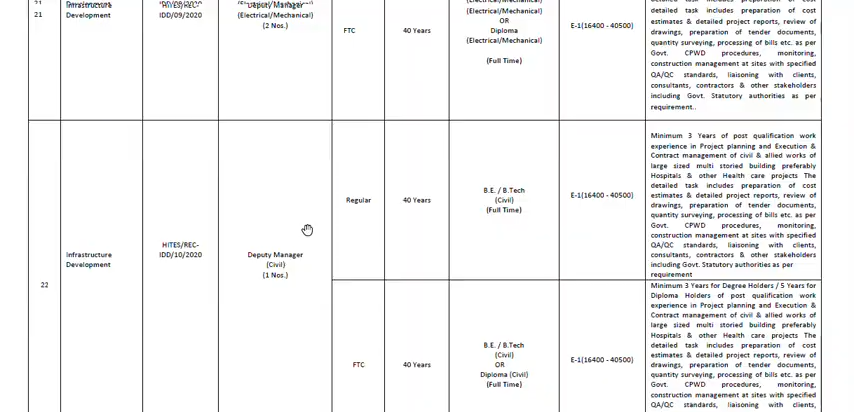 21
Infrastructure
Development
IDD/09/2020
Deputy Manager
(Electrical/Mechanical)
(2 Nos.)
FTC
40 Years
(Electrical/Mechanical)
OR
Diploma
(Electrical/Mechanical)
(Full Time)
E-1(16400 - 40500)
detailed task includes preparation of cost
estimates & detailed project reports, review of
drawings, preparation of tender documents,
quantity surveying, processing of bills etc. as per
Govt. CPWD procedures, monitoring,
construction management at sites with specified
QA/QC standards, liaisoning with clients,
consultants, contractors & other stakeholders
including Govt. Statutory authorities as per
requirement..
22
Infrastructure
Development
HITES/REC-
IDD/10/2020
Deputy Manager
(Civil)
(1 Nos.)
Regular
40 Years
B.E. / B.Tech
(Civil)
(Full Time)
E-1(16400 - 40500)
Minimum 3 Years of post qualification work
experience in Project planning and Execution &
Contract management of civil & allied works of
large sized multi storied building preferably
Hospitals & other Health care projects The
detailed task includes preparation of cost
estimates & detailed project reports, review of
drawings, preparation of tender documents,
quantity surveying, processing of bills etc. as per
Govt. CPWD procedures, monitoring,
construction management at sites with specified
QA/QC standards, liaisoning with clients,
consultants, contractors & other stakeholders
including Govt. Statutory authorities as per
requirement
FTC
40 Years
B.E. / B.Tech
(Civil)
OR
Diploma (Civil)
(Full Time)
E-1(16400 - 40500)
Minimum 3 Years for Degree Holders / 5 Years for
Diploma Holders of post qualification work
experience in Project planning and Execution &
Contract management of civil & allied works of
large sized multi storied building preferably
Hospitals & other Health care projects The
detailed task includes preparation of cost
estimates & detailed project reports, review of
drawings, preparation of tender documents,
quantity surveying, processing of bills etc. as per
Govt. CPWD procedures, monitoring,
construction management at sites with specified
QA/QC standards, liaisoning with clients,